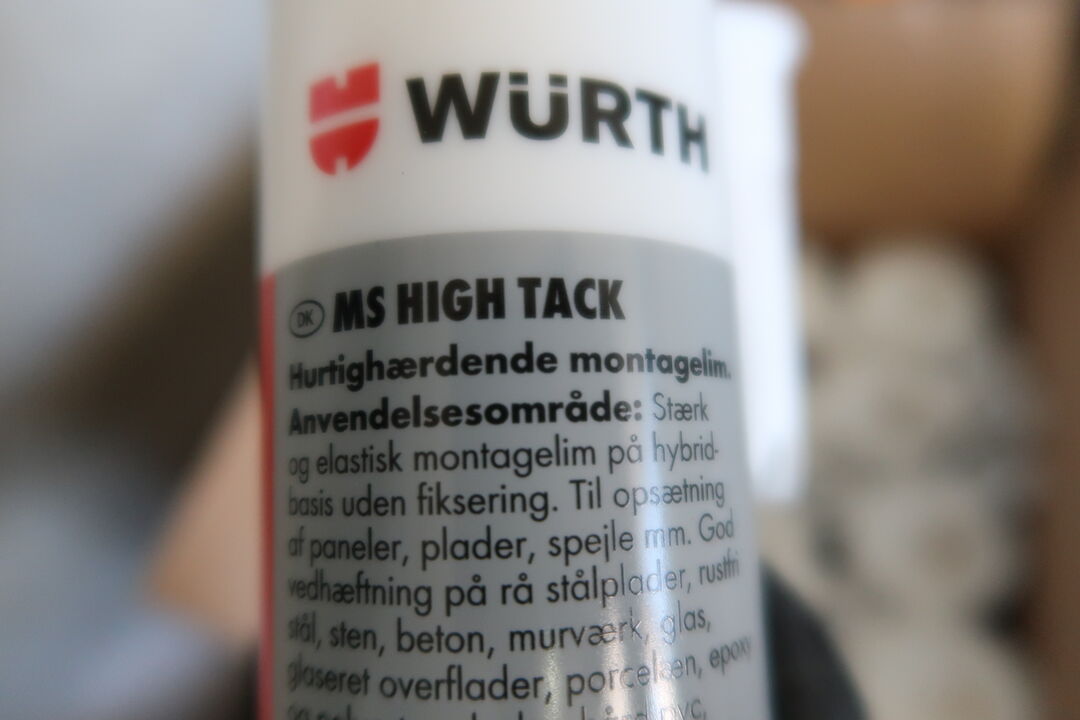 WÜRTH
DK MS HIGH TACK
Hurtighærdende montagelim.
Anvendelsesområde: Stærk
og elastisk montagelim på hybrid-
basis uden fiksering. Til opsætning
af paneler, plader, spejle mm. God
vedhæftning på rå stålplader, rustfri
stål, sten, beton, murværk, glas,
glaseret overflader, porcelæn, epoxy
pvc,